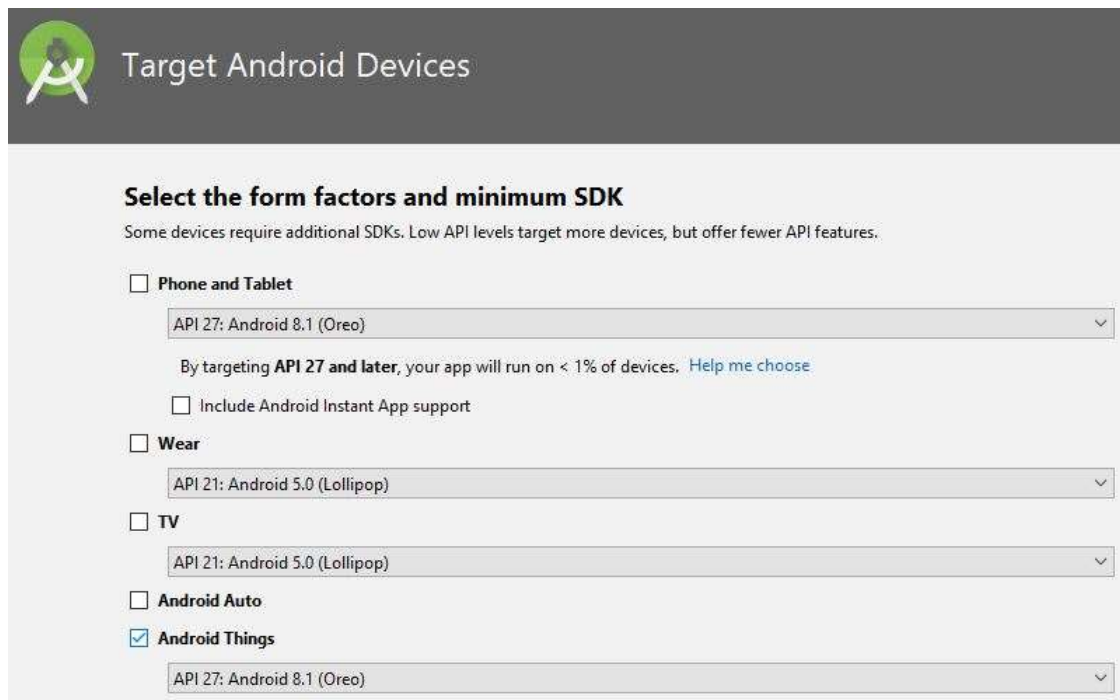 Target Android Devices
Select the form factors and minimum SDK
Some devices require additional SDKs. Low API levels target more devices, but offer fewer API features.
Phone and Tablet
API 27: Android 8.1 (Oreo)
By targeting API 27 and later, your app will run on < 1% of devices. Help me choose
Include Android Instant App support
Wear
API 21: Android 5.0 (Lollipop)
TV
API 21: Android 5.0 (Lollipop)
Android Auto
Android Things
API 27: Android 8.1 (Oreo)